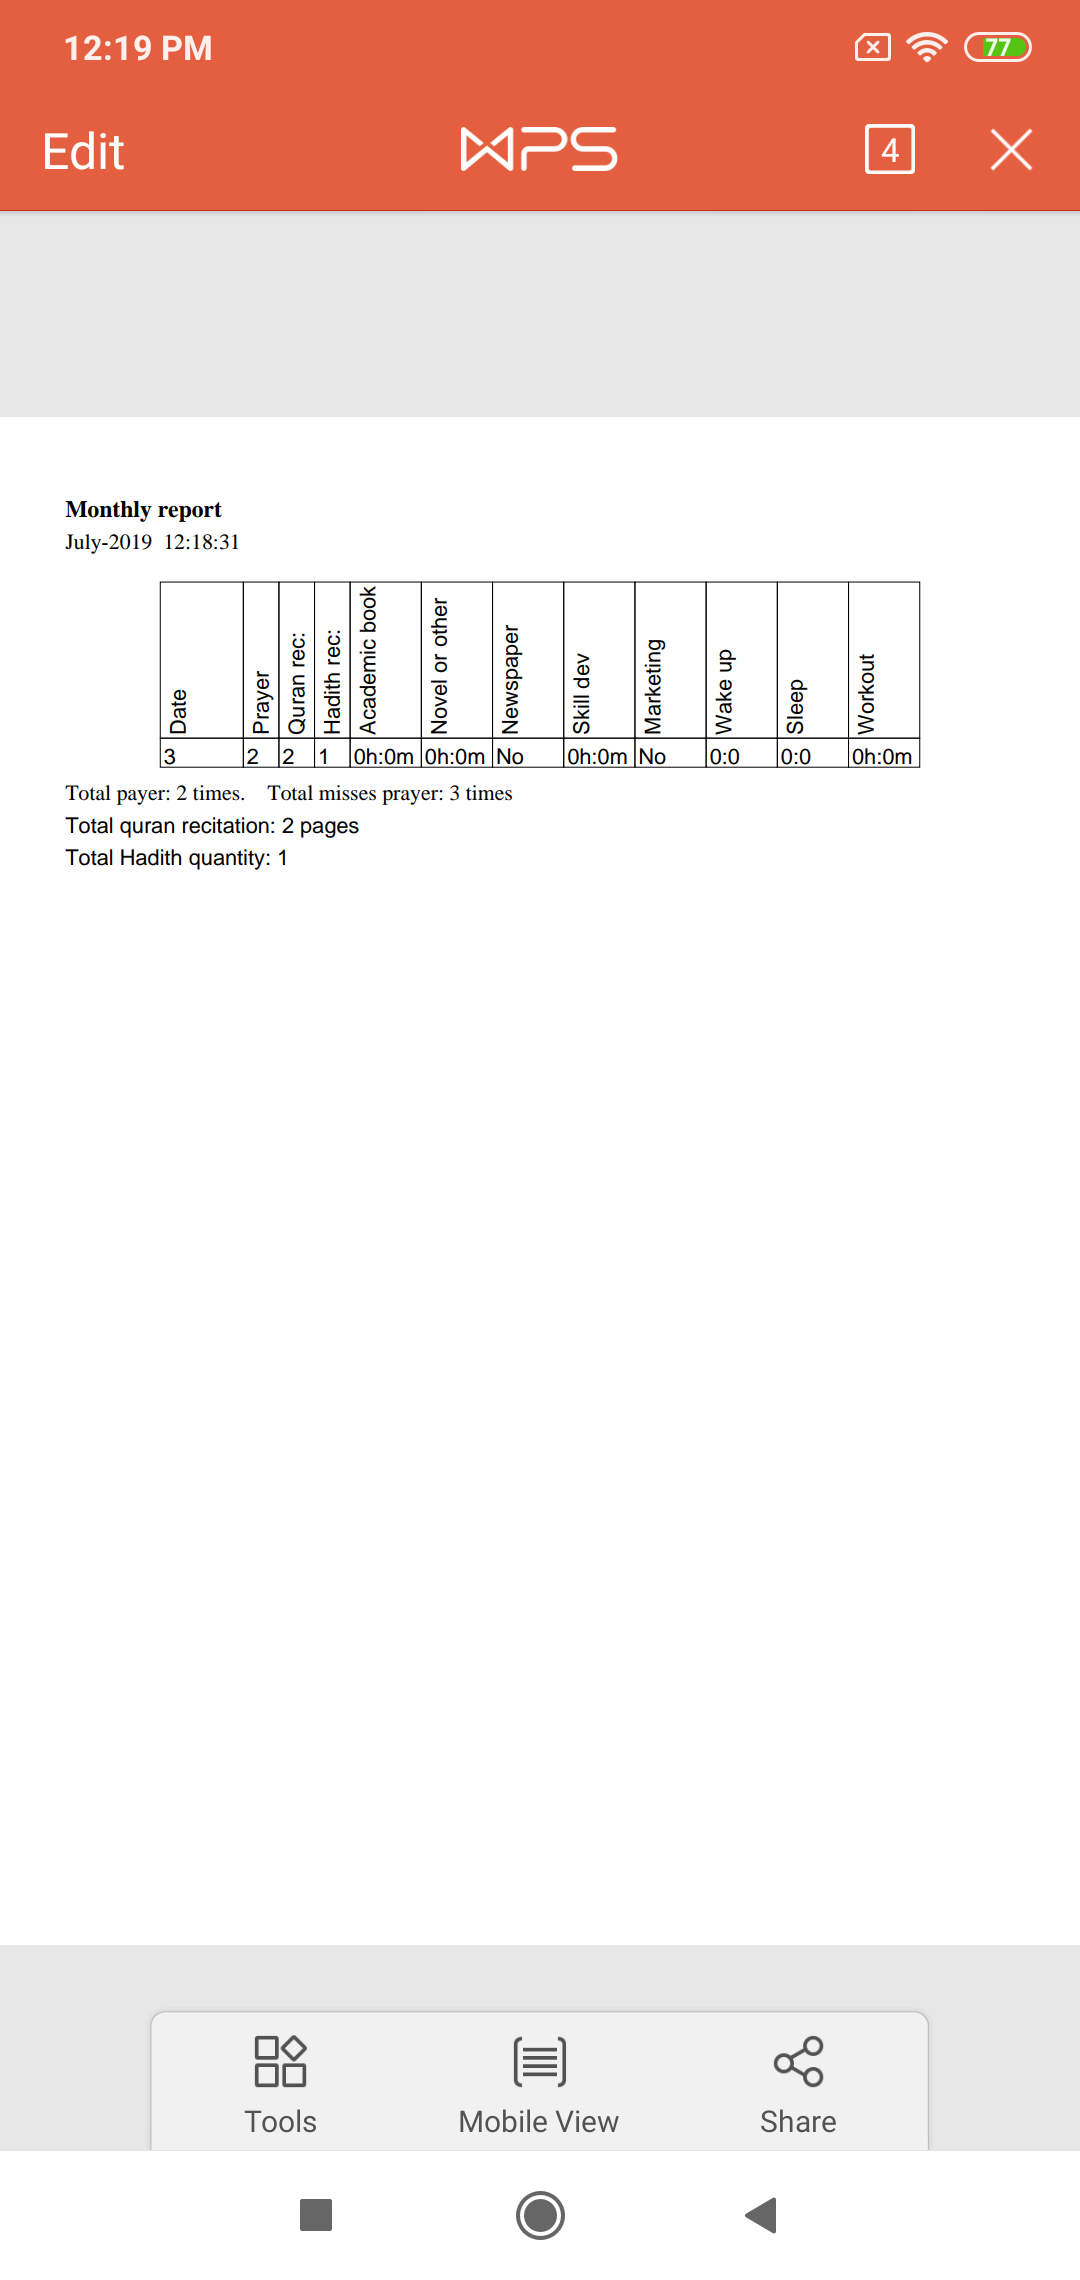 12:19 PM
77
Edit
WPS
4
Monthly report
July-2019 12:18:31
Date Prayer Quran rec: Hadith rec: Academic book Novel or other Newspaper Skill dev Marketing Wake up Sleep Workout
3 2 2 1 0h:0m 0h:0m No 0h:0m No 0:0 0:0 0h:0m
Total payer: 2 times. Total misses prayer: 3 times
Total quran recitation: 2 pages
Total Hadith quantity: 1
Tools Mobile View Share